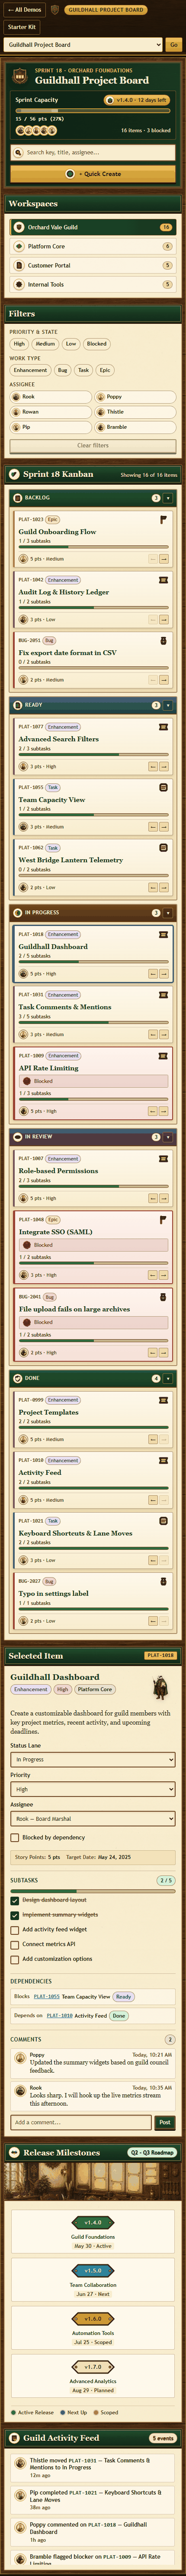 ← All Demos
GUILDHALL PROJECT BOARD
Starter Kit
Guildhall Project Board
Go
SPRINT 18 · ORCHARD FOUNDATIONS
Guildhall Project Board
Sprint Capacity
v1.4.0 · 12 days left
15 / 56 pts (27%)
16 items · 3 blocked
Search key, title, assignee...
+ Quick Create
Workspaces
Orchard Vale Guild
16
Platform Core
6
Customer Portal
5
Internal Tools
5
Filters
PRIORITY & STATE
High
Medium
Low
Blocked
WORK TYPE
Enhancement
Bug
Task
Epic
ASSIGNEE
Rook
Poppy
Rowan
Thistle
Pip
Bramble
Clear filters
Sprint 18 Kanban
Showing 16 of 16 items
BACKLOG
3
PLAT-1023
Epic
Guild Onboarding Flow
1 / 3 subtasks
5 pts · Medium
← →
PLAT-1042
Enhancement
Audit Log & History Ledger
1 / 2 subtasks
3 pts · Low
← →
BUG-2051
Bug
Fix export date format in CSV
0 / 2 subtasks
2 pts · Medium
← →
READY
3
PLAT-1077
Enhancement
Advanced Search Filters
2 / 3 subtasks
3 pts · High
← →
PLAT-1055
Task
Team Capacity View
1 / 2 subtasks
3 pts · Medium
← →
PLAT-1062
Task
West Bridge Lantern Telemetry
0 / 2 subtasks
2 pts · Low
← →
IN PROGRESS
3
PLAT-1018
Enhancement
Guildhall Dashboard
2 / 5 subtasks
5 pts · High
← →
PLAT-1031
Enhancement
Task Comments & Mentions
3 / 5 subtasks
3 pts · Medium
← →
PLAT-1009
Enhancement
API Rate Limiting
Blocked
1 / 3 subtasks
5 pts · High
← →
IN REVIEW
3
PLAT-1007
Enhancement
Role-based Permissions
2 / 3 subtasks
5 pts · High
← →
PLAT-1048
Epic
Integrate SSO (SAML)
Blocked
1 / 2 subtasks
3 pts · High
← →
BUG-2041
Bug
File upload fails on large archives
Blocked
1 / 2 subtasks
2 pts · High
← →
DONE
4
PLAT-0999
Enhancement
Project Templates
2 / 2 subtasks
5 pts · Medium
← →
PLAT-1010
Enhancement
Activity Feed
2 / 2 subtasks
5 pts · Medium
← →
PLAT-1021
Task
Keyboard Shortcuts & Lane Moves
2 / 2 subtasks
3 pts · Low
← →
BUG-2027
Bug
Typo in settings label
1 / 1 subtasks
2 pts · Low
← →
Selected Item
PLAT-1018
Guildhall Dashboard
Enhancement
High
Platform Core
Create a customizable dashboard for guild members
with key project metrics, recent activity, and upcoming
deadlines.
Status Lane
In Progress
Priority
High
Assignee
Rook — Board Marshal
Blocked by dependency
Story Points: 5 pts
Target Date: May 24, 2025
SUBTASKS
2 / 5
Design dashboard layout
Implement summary widgets
Add activity feed widget
Connect metrics API
Add customization options
DEPENDENCIES
Blocks
PLAT-1055
Team Capacity View
Ready
Depends on
PLAT-1010
Activity Feed
Done
COMMENTS
2
Poppy
Today, 10:21 AM
Updated the summary widgets based on guild council
feedback.
Rook
Today, 10:35 AM
Looks sharp. I will hook up the live metrics stream
this afternoon.
Add a comment...
Post
Release Milestones
Q2 - Q3 Roadmap
v1.4.0
Guild Foundations
May 30 · Active
v1.5.0
Team Collaboration
Jun 27 · Next
v1.6.0
Automation Tools
Jul 25 · Scoped
v1.7.0
Advanced Analytics
Aug 29 · Planned
Active Release
Next Up
Scoped
Guild Activity Feed
5 events
Thistle moved PLAT-1031 — Task Comments &
Mentions to In Progress
12m ago
Pip completed PLAT-1021 — Keyboard Shortcuts &
Lane Moves
38m ago
Poppy commented on PLAT-1018 — Guildhall
Dashboard
1h ago
Bramble flagged blocker on PLAT-1009 — API Rate
Limiting